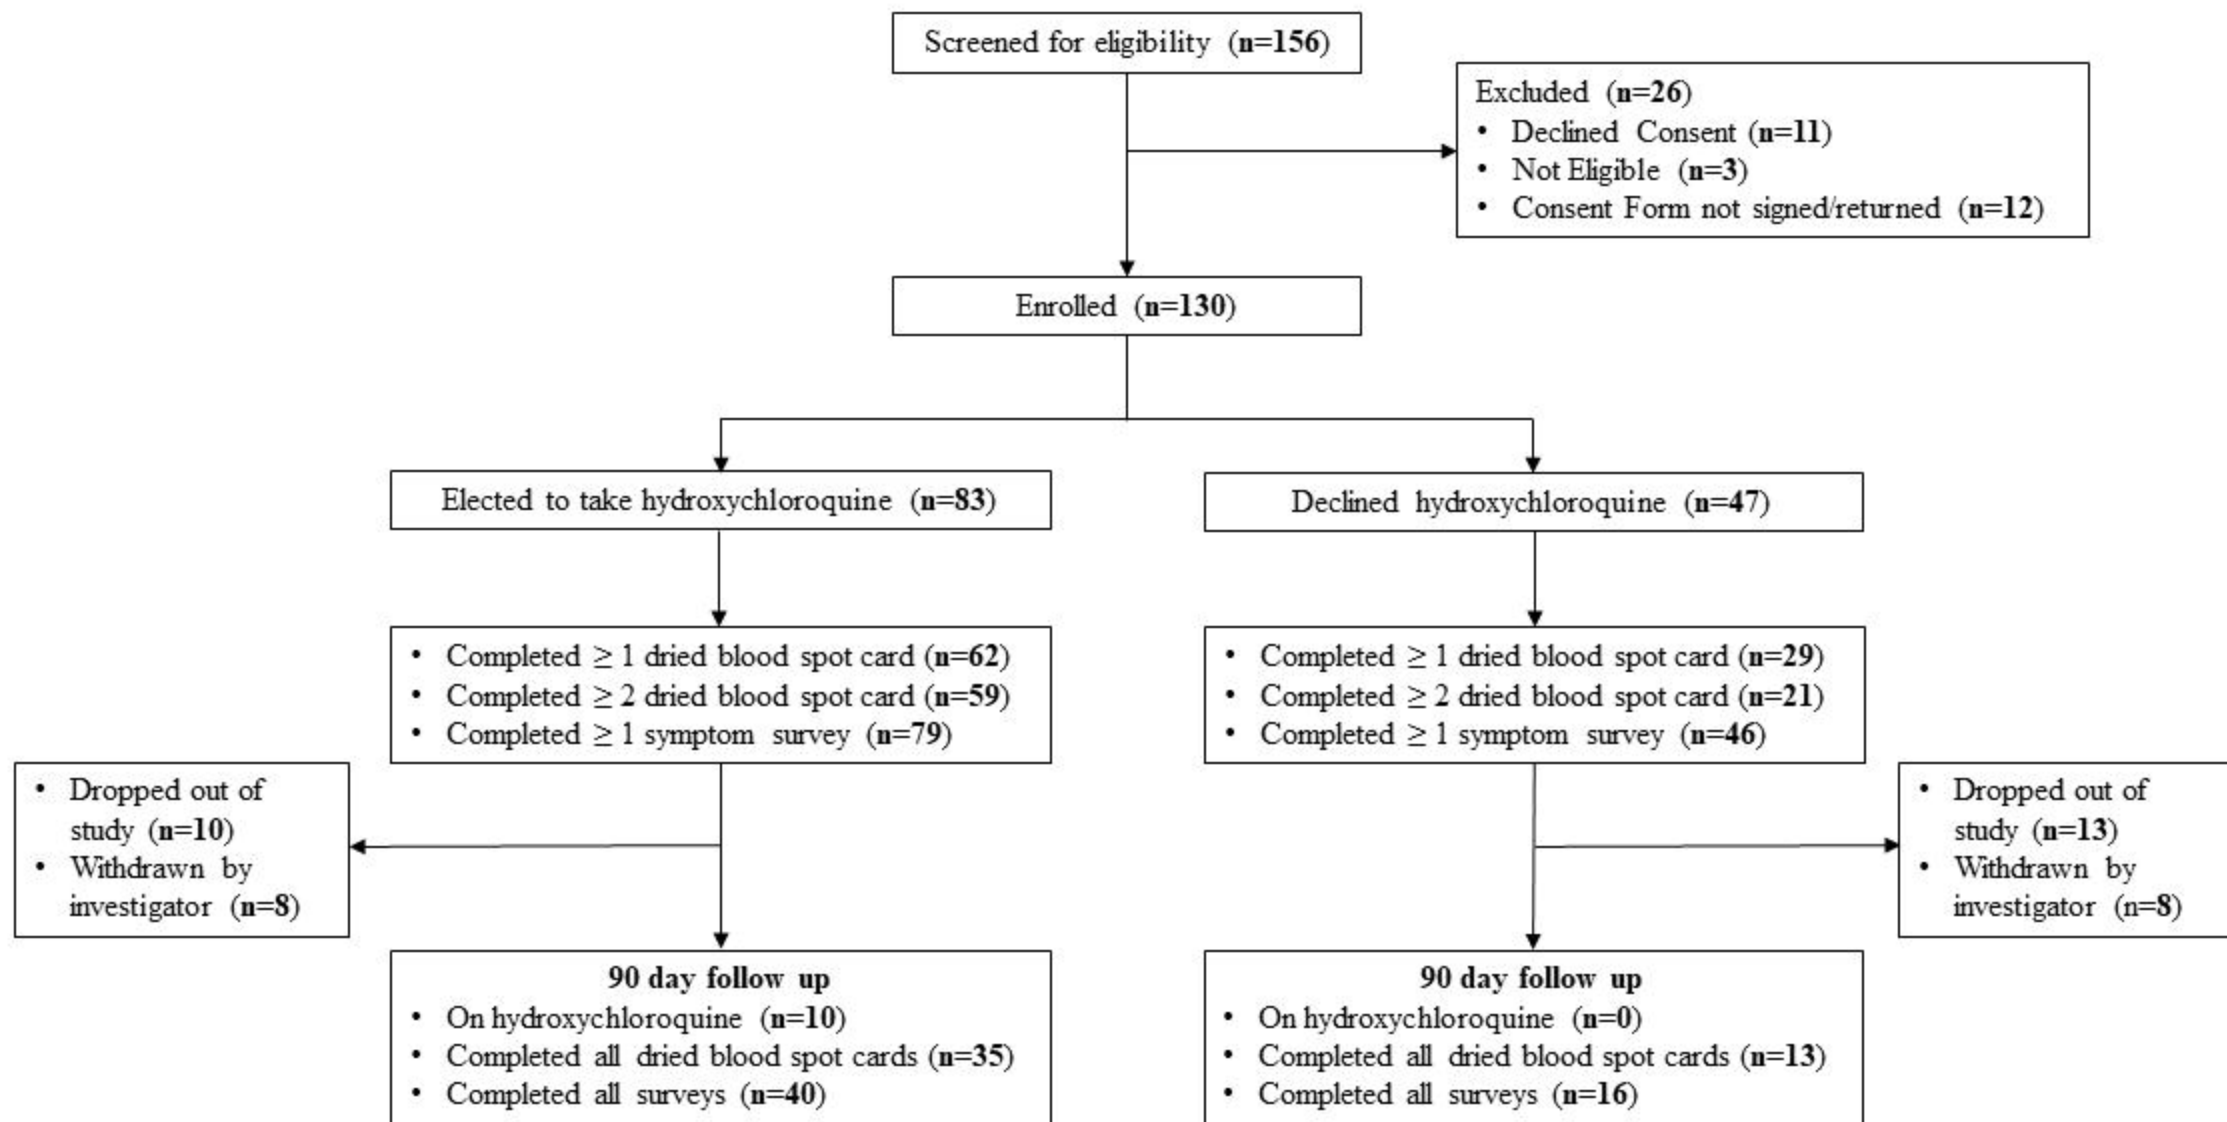 Screened for eligibility (n=156)
Excluded (n=26)
• Declined Consent (n=11)
• Not Eligible (n=3)
• Consent Form not signed/returned (n=12)
Enrolled (n=130)
Elected to take hydroxychloroquine (n=83)
Declined hydroxychloroquine (n=47)
• Completed ≥ 1 dried blood spot card (n=62)
• Completed ≥ 2 dried blood spot card (n=59)
• Completed ≥ 1 symptom survey (n=79)
• Completed ≥ 1 dried blood spot card (n=29)
• Completed ≥ 2 dried blood spot card (n=21)
• Completed ≥ 1 symptom survey (n=46)
• Dropped out of
study (n=10)
• Withdrawn by
investigator (n=8)
• Dropped out of
study (n=13)
• Withdrawn by
investigator (n=8)
90 day follow up
• On hydroxychloroquine (n=10)
• Completed all dried blood spot cards (n=35)
• Completed all surveys (n=40)
90 day follow up
• On hydroxychloroquine (n=0)
• Completed all dried blood spot cards (n=13)
• Completed all surveys (n=16)